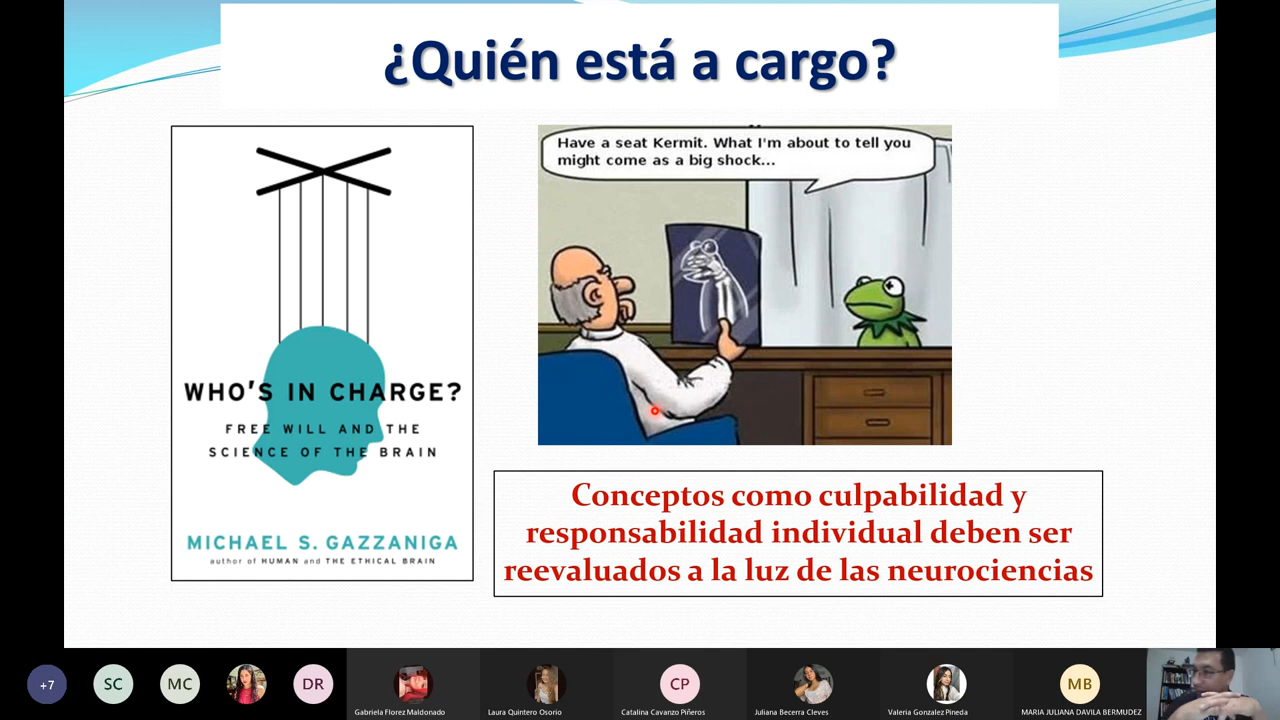 ¿Quién está a cargo?
WHO'S IN CHARGE?
FREE WILL AND THE
SCIENCE OF THE BRAIN
MICHAEL S. GAZZANIGA
author of HUMAN and THE ETHICAL BRAIN
Have a seat Kermit. What I'm about to tell you
might come as a big shock...
Conceptos como culpabilidad y
responsabilidad individual deben ser
reevaluados a la luz de las neurociencias
+7
SC
MC
DR
Gabriela Florez Maldonado
Laura Quintero Osorio
CP
Catalina Cavanzo Piñeros
Juliana Becerra Cleves
Valeria Gonzalez Pineda
MB
MARIA JULIANA DAVILA BERMUDEZ